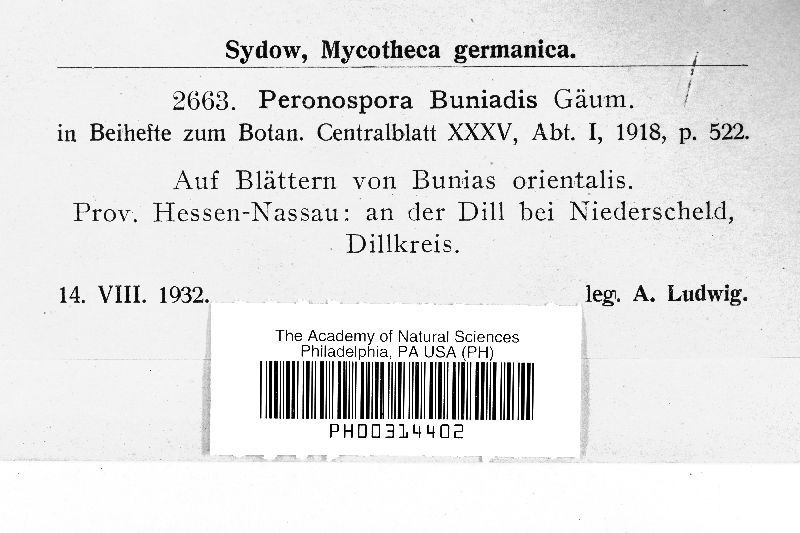 Sydow, Mycotheca germanica.
2663. Peronospora Buniadis Gäum.
in Beihefte zum Botan. Centralblatt XXXV, Abt. I, 1918, p. 522.
Auf Blättern von Bunias orientalis.
Prov. Hessen-Nassau: an der Dill bei Niederscheld,
Dillkreis.
14. VIII. 1932. leg. A. Ludwig.
The Academy of Natural Sciences
Philadelphia, PA USA (PH)
PH00314402